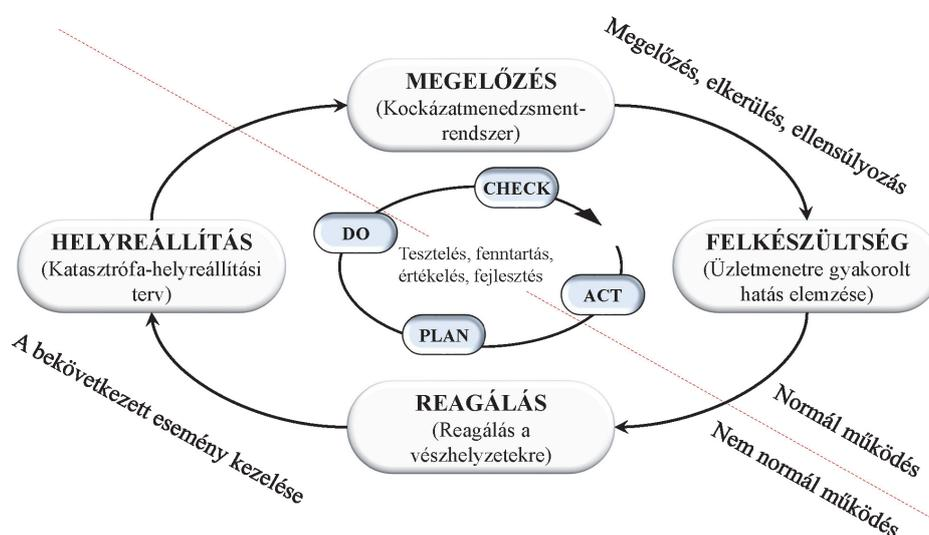 Megelőzés, elkerülés, ellensúlyozás
MEGELŐZÉS
(Kockázatmenedzsment-
rendszer)
CHECK
DO
HELYREÁLLÍTÁS
(Katasztrófa-helyreállítási
terv)
Tesztelés, fenntartás,
értékelés, fejlesztés
FELKÉSZÜLTSÉG
(Üzletmenetre gyakorolt
hatás elemzése)
ACT
PLAN
A bekövetkezett esemény kezelése
REAGÁLÁS
(Reagálás a
vészhelyzetekre)
Normál működés
Nem normál működés